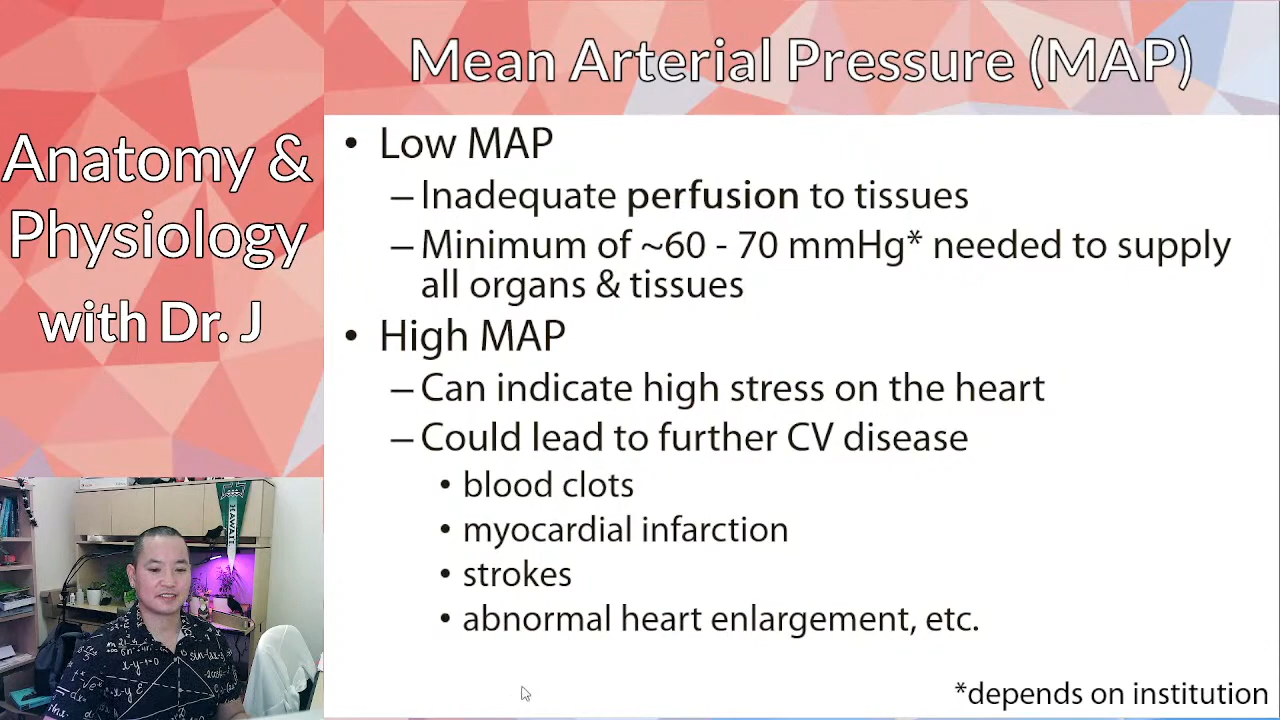 Anatomy &
Physiology
with Dr. J
Mean Arterial Pressure (MAP)
• Low MAP
– Inadequate perfusion to tissues
– Minimum of ~60 - 70 mmHg* needed to supply
all organs & tissues
• High MAP
– Can indicate high stress on the heart
– Could lead to further CV disease
• blood clots
• myocardial infarction
• strokes
• abnormal heart enlargement, etc.
*depends on institution
HAWAII